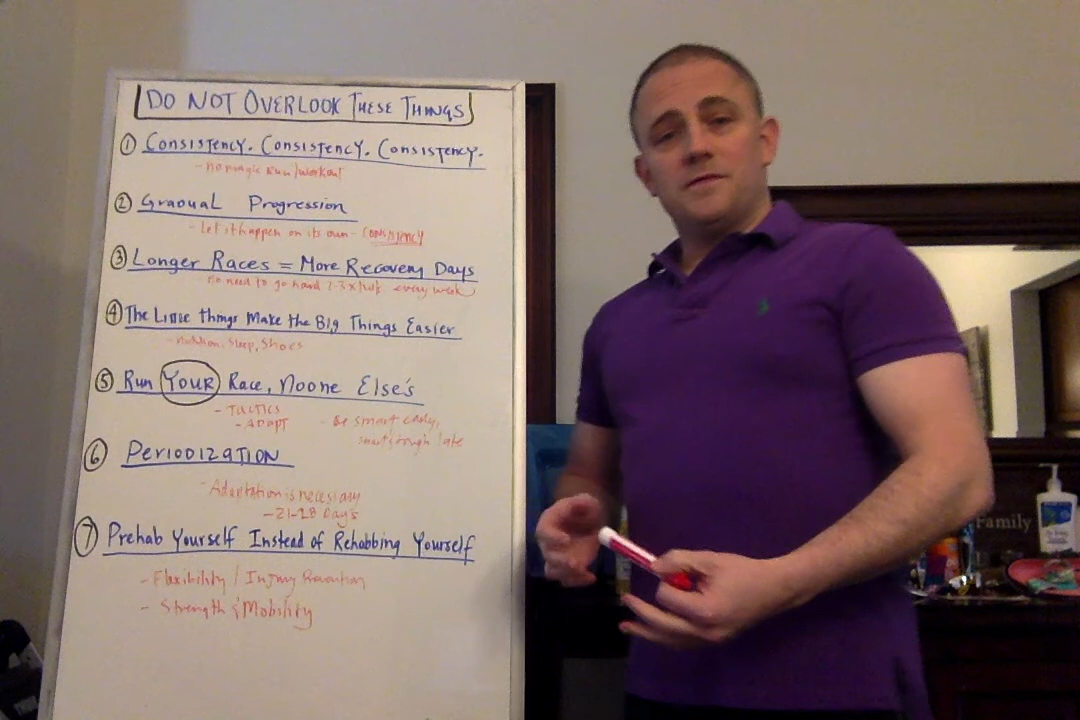 DO NOT OVERLOOK THESE THINGS
① CONSISTENCY. CONSISTENCY. CONSISTENCY.
- no magic run/workout
② GRADUAL PROGRESSION
- Let it happen on its own - CONSISTENCY
③ LONGER RACES = MORE RECOVERY DAYS
no need to go hard 2-3x/wk every week
④ THE LITTLE THINGS MAKE THE BIG THINGS EASIER
- nutrition, sleep, shoes
⑤ RUN YOUR RACE, NOONE ELSE'S
- TACTICS
- ADAPT
- Be smart early,
smart & tough late
⑥ PERIODIZATION
- Adaptation is necessary
- 21-28 Days
⑦ PREHAB YOURSELF INSTEAD OF REHABBING YOURSELF
- Flexibility / Injury Prevention
- Strength & Mobility
Family